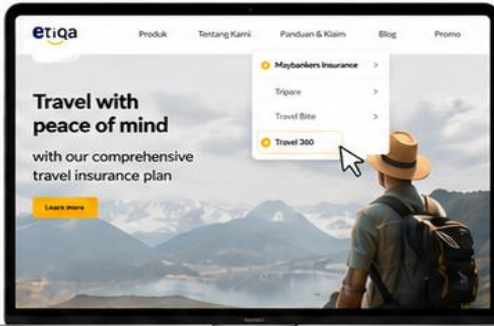 etiqa
Produk
Tentang Kami
Panduan & Klaim
Blog
Promo
Maybankers Insurance
Tripare
Travel Bite
Travel 360
Travel with
peace of mind
with our comprehensive
travel insurance plan
Learn more